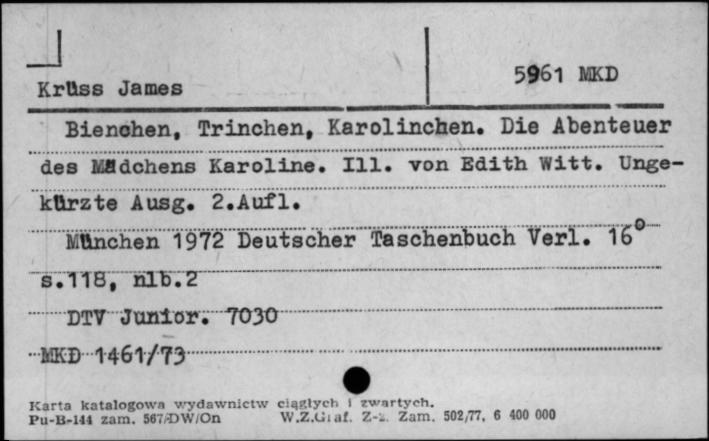 Krüss James
5961 MKD
Bienchen, Trinchen, Karolinchen. Die Abenteuer
des Mädchens Karoline. Ill. von Edith Witt. Unge-
kürzte Ausg. 2.Aufl.
München 1972 Deutscher Taschenbuch Verl. 16°
s.118, nlb.2
DTV Junior. 7030
MKD 1461/73
Karta katalogowa wydawnictw ciągłych i zwartych.
Pu-B-144 zam. 567/DW/On W.Z.Graf. Z-2. Zam. 502/77, 6 400 000